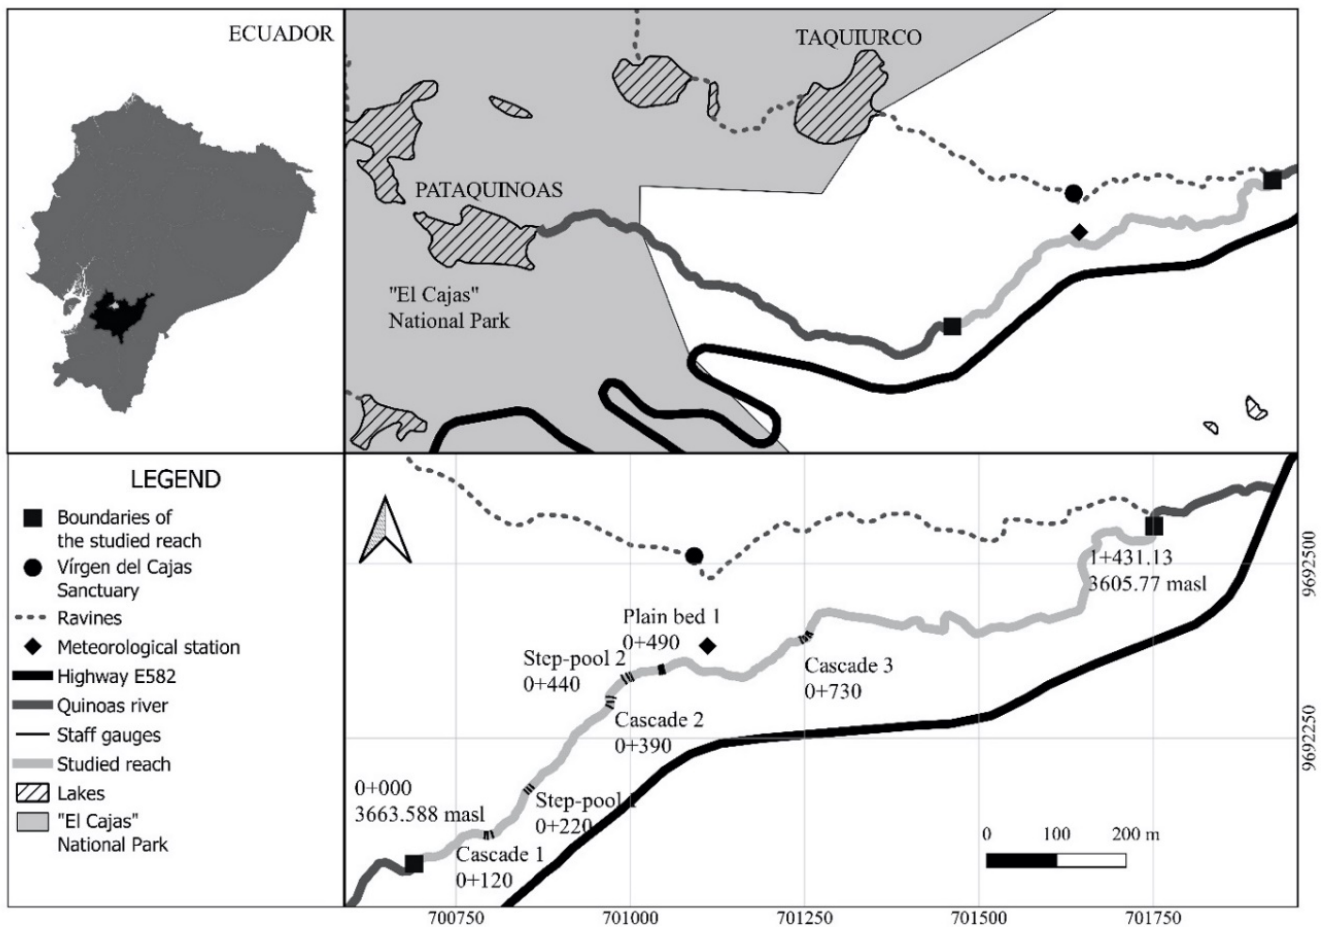 ECUADOR
TAQUIURCO
PATAQUINOAS
"El Cajas"
National Park
LEGEND
Boundaries of
the studied reach
Vírgen del Cajas
Sanctuary
Ravines
Meteorological station
Highway E582
Quinoas river
Staff gauges
Studied reach
Lakes
"El Cajas"
National Park
Plain bed 1
0+490
Step-pool 2
0+440
Cascade 2
0+390
Cascade 3
0+730
1+431.13
3605.77 masl
0+000
3663.588 masl
Step-pool 1
0+220
Cascade 1
0+120
0 100 200 m
9692500
9692250
700750 701000 701250 701500 701750